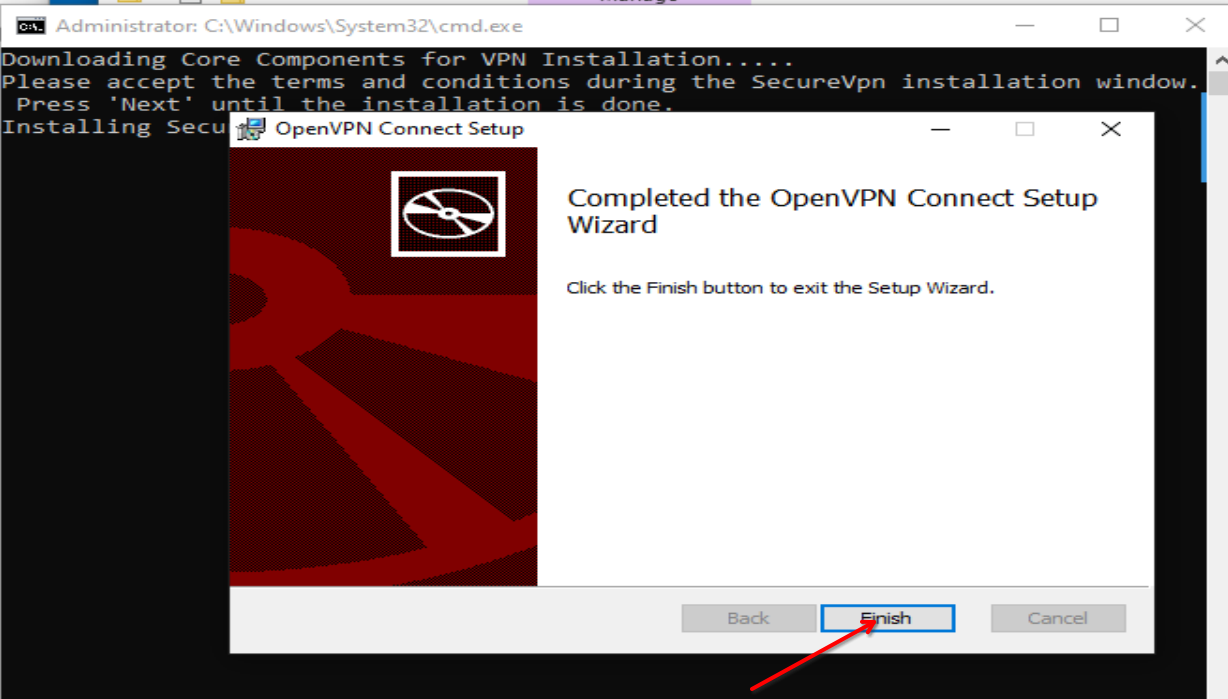 Manage
Administrator: C:\Windows\System32\cmd.exe
Downloading Core Components for VPN Installation.....
Please accept the terms and conditions during the SecureVpn installation window.
Press 'Next' until the installation is done.
Installing Secu
OpenVPN Connect Setup
Completed the OpenVPN Connect Setup
Wizard
Click the Finish button to exit the Setup Wizard.
Back
Finish
Cancel